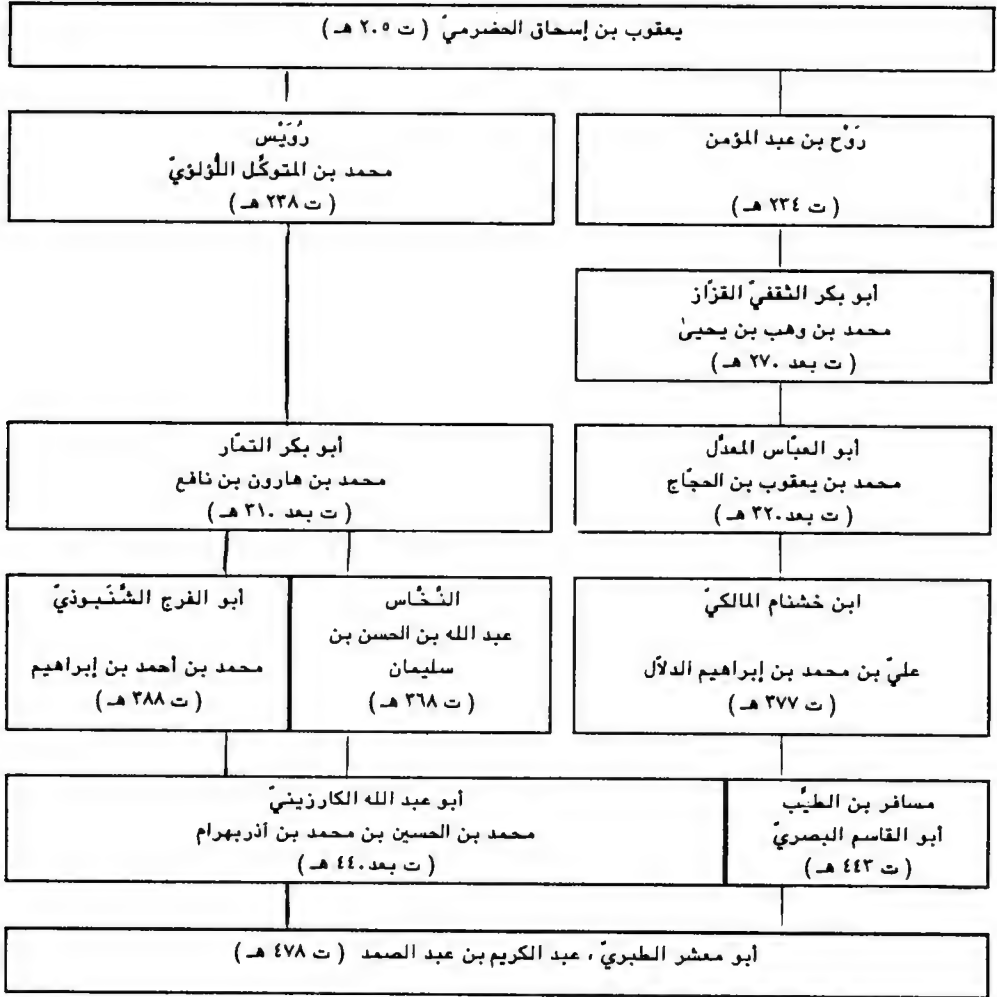 يعقوب بن إسحاق الحضرميّ ( ت ٢٠٥ هـ )
رَوْح بن عبد المؤمن
( ت ٢٣٤ هـ )
رُوَيْس
محمد بن المتوكِّل اللُّؤلؤيّ
( ت ٢٣٨ هـ )
أبو بكر الثقفيّ القزّاز
محمد بن وهب بن يحيىٰ
( ت بعد ٢٧٠ هـ )
أبو العبّاس المعدَّل
محمد بن يعقوب بن الحجّاج
( ت بعد ٣٢٠ هـ )
أبو بكر التمّار
محمد بن هارون بن نافع
( ت بعد ٣١٠ هـ )
ابن خشنام المالكيّ
عليّ بن محمد بن إبراهيم الدلاّل
( ت ٣٧٧ هـ )
النُّخَّاس
عبد الله بن الحسن بن
سليمان
( ت ٣٦٨ هـ )
أبو الفرج الشَّنَبوذيّ
محمد بن أحمد بن إبراهيم
( ت ٣٨٨ هـ )
مسافر بن الطيِّب
أبو القاسم البصريّ
( ت ٤٤٣ هـ )
أبو عبد الله الكارزينيّ
محمد بن الحسين بن محمد بن آذربهرام
( ت بعد ٤٤٠ هـ )
أبو معشر الطبريّ ، عبد الكريم بن عبد الصمد ( ت ٤٧٨ هـ )